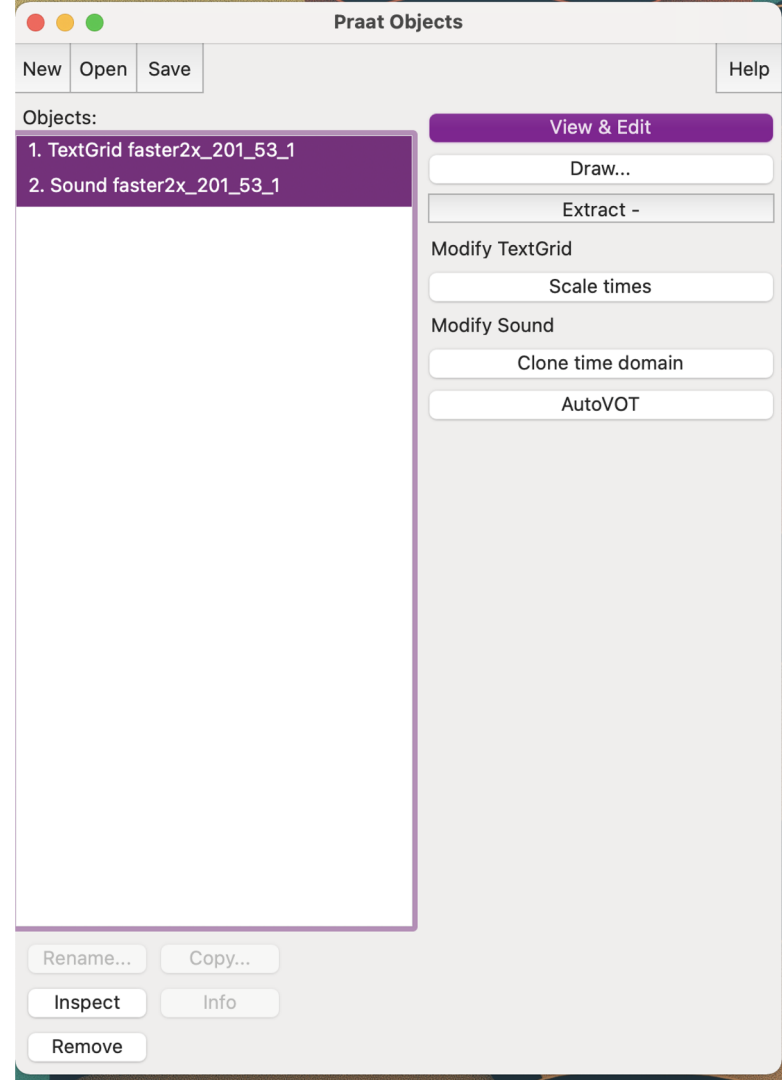 Praat Objects
New
Open
Save
Help
Objects:
1. TextGrid faster2x_201_53_1
2. Sound faster2x_201_53_1
View & Edit
Draw...
Extract -
Modify TextGrid
Scale times
Modify Sound
Clone time domain
AutoVOT
Rename...
Copy...
Inspect
Info
Remove